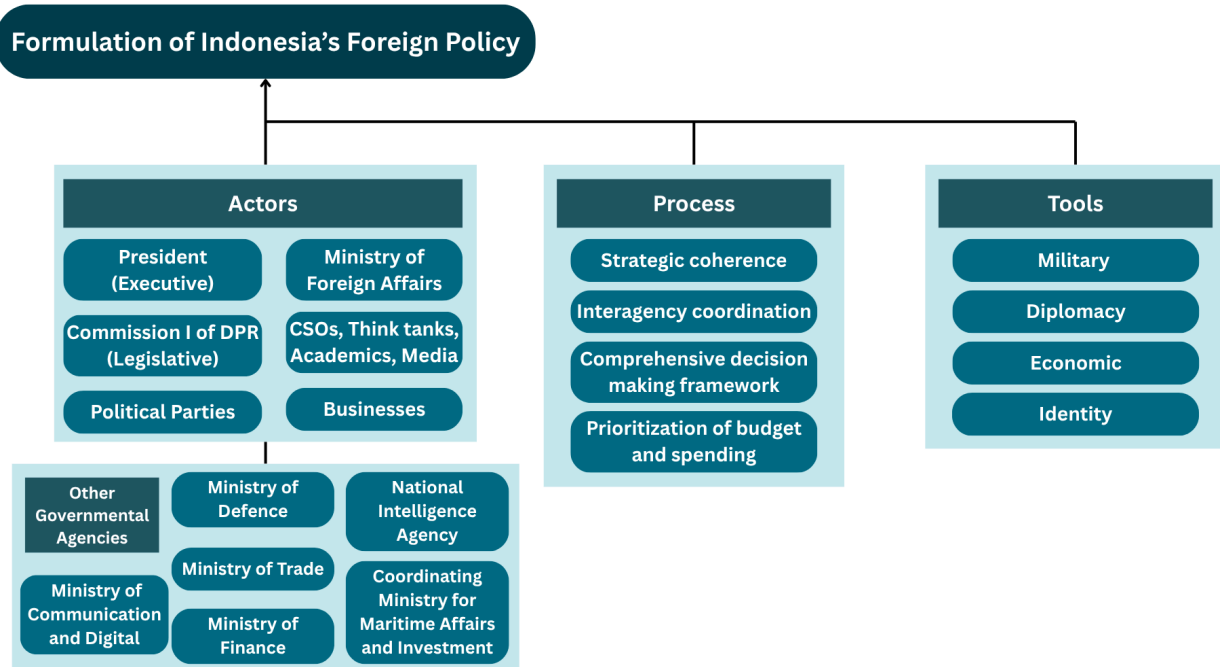 Formulation of Indonesia's Foreign Policy
Actors
President
(Executive)
Ministry of
Foreign Affairs
Commission I of DPR
(Legislative)
CSOs, Think tanks,
Academics, Media
Political Parties
Businesses
Other
Governmental
Agencies
Ministry of
Defence
National
Intelligence
Agency
Ministry of Trade
Ministry of
Communication
and Digital
Ministry of
Finance
Coordinating
Ministry for
Maritime Affairs
and Investment
Process
Strategic coherence
Interagency coordination
Comprehensive decision
making framework
Prioritization of budget
and spending
Tools
Military
Diplomacy
Economic
Identity